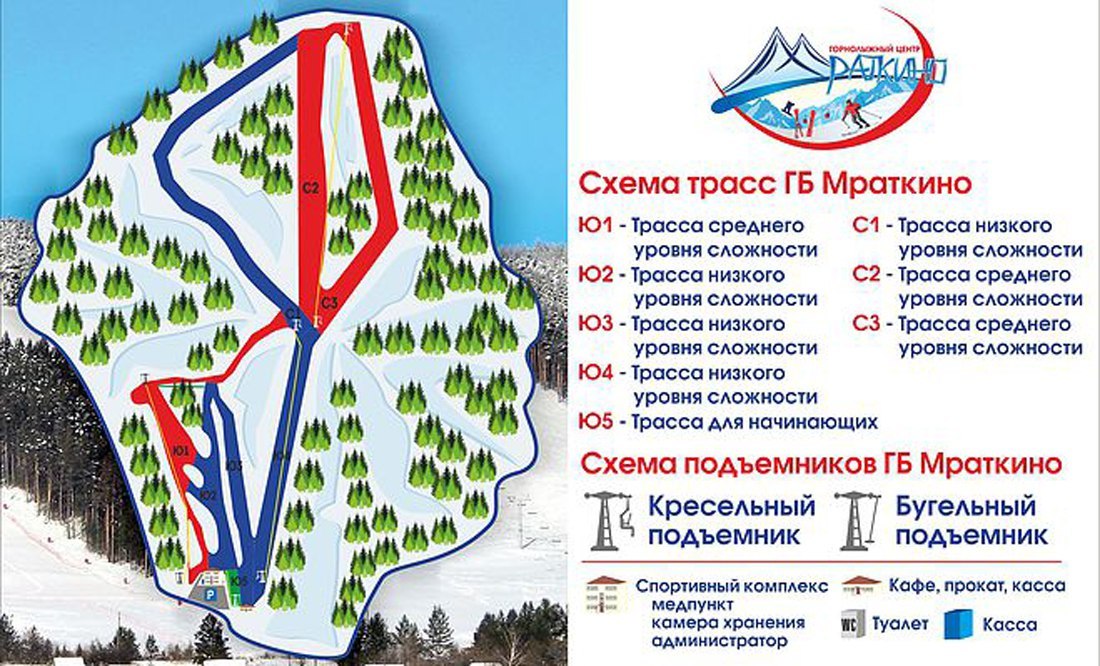 ГОРНОЛЫЖНЫЙ ЦЕНТР
МРАТКИНО
Схема трасс ГБ Мраткино
Ю1 - Трасса среднего
уровня сложности
Ю2 - Трасса низкого
уровня сложности
Ю3 - Трасса низкого
уровня сложности
Ю4 - Трасса низкого
уровня сложности
Ю5 - Трасса для начинающих
С1 - Трасса низкого
уровня сложности
С2 - Трасса среднего
уровня сложности
С3 - Трасса среднего
уровня сложности
Схема подъемников ГБ Мраткино
Кресельный
подъемник
Бугельный
подъемник
Спортивный комплекс
медпункт
камера хранения
администратор
Кафе, прокат, касса
WC Туалет
Касса
С2
С3
Ю1
Ю2
Ю3
Ю5
P